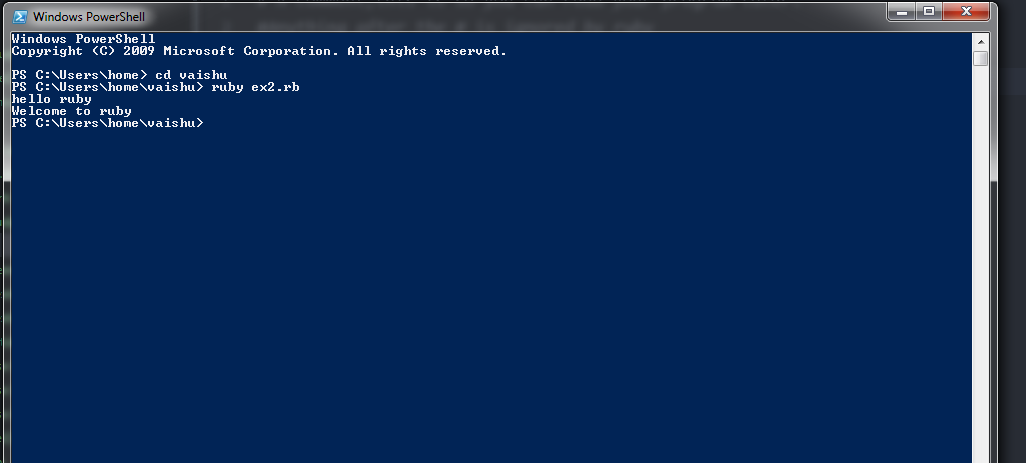 Windows PowerShell
Windows PowerShell
Copyright (C) 2009 Microsoft Corporation. All rights reserved.
PS C:\Users\home> cd vaishu
PS C:\Users\home\vaishu> ruby ex2.rb
hello ruby
Welcome to ruby
PS C:\Users\home\vaishu>